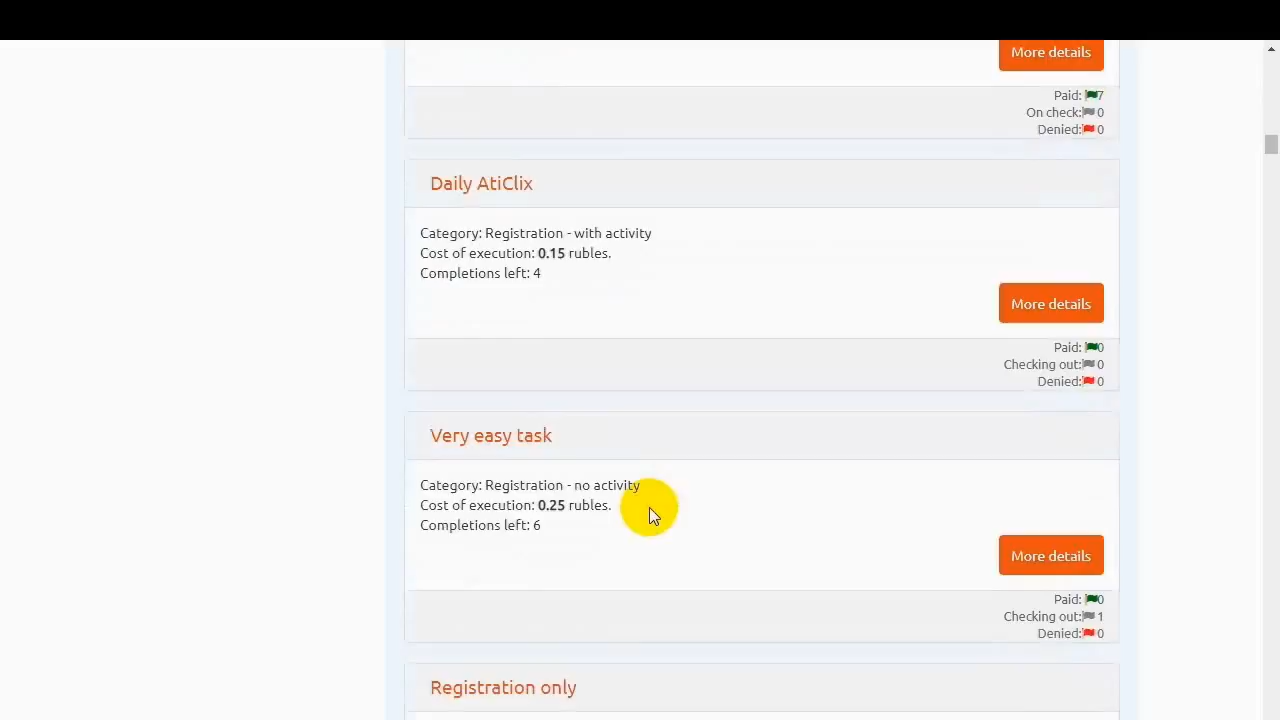 More details
Paid: 7
On check: 0
Denied: 0
Daily AtiClix
Category: Registration - with activity
Cost of execution: 0.15 rubles.
Completions left: 4
More details
Paid: 0
Checking out: 0
Denied: 0
Very easy task
Category: Registration - no activity
Cost of execution: 0.25 rubles.
Completions left: 6
More details
Paid: 0
Checking out: 1
Denied: 0
Registration only